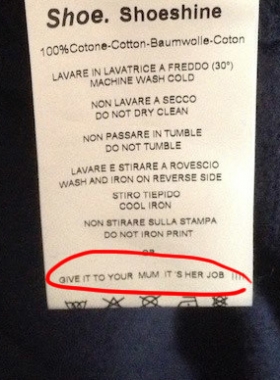 Shoe. Shoeshine
100%Cotone-Cotton-Baumwolle-Coton
LAVARE IN LAVATRICE A FREDDO (30°)
MACHINE WASH COLD
NON LAVARE A SECCO
DO NOT DRY CLEAN
NON PASSARE IN TUMBLE
DO NOT TUMBLE
LAVARE E STIRARE A ROVESCIO
WASH AND IRON ON REVERSE SIDE
STIRO TIEPIDO
COOL IRON
NON STIRARE SULLA STAMPA
DO NOT IRON PRINT
OR
GIVE IT TO YOUR MUM IT'S HER JOB !!!!